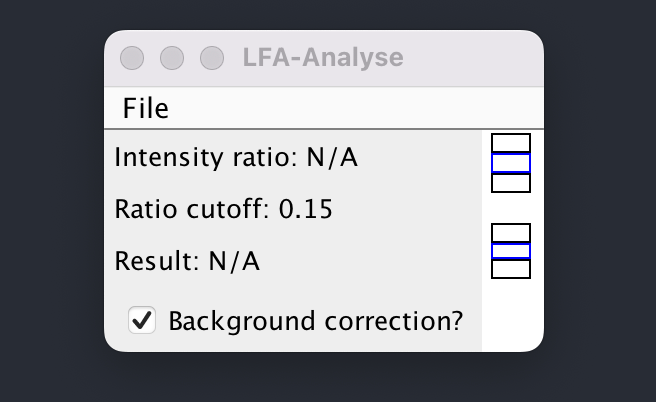 LFA-Analyse
File
Intensity ratio: N/A
Ratio cutoff: 0.15
Result: N/A
Background correction?